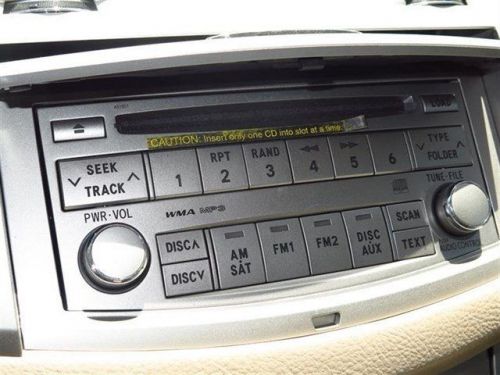 LOAD
CAUTION: Insert only one CD into slot at a time.
SEEK
TRACK
1
RPT
2
RAND
3
4
5
6
TYPE
FOLDER
PWR·VOL
WMA MP3
TUNE·FILE
DISC∧
DISC∨
AM
SAT
FM1
FM2
DISC
AUX
SCAN
TEXT
AUDIO CONTROL